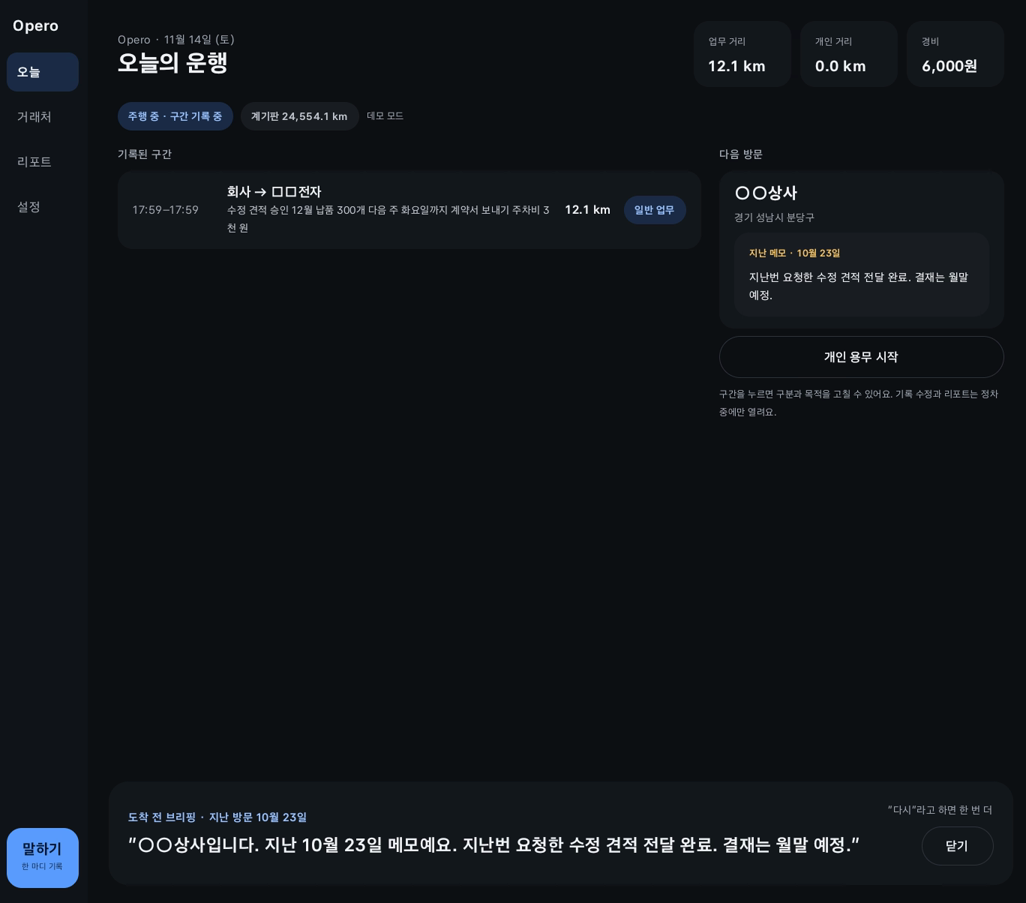 Opero
오늘
거래처
리포트
설정
말하기
한 마디 기록
Opero · 11월 14일 (토)
오늘의 운행
업무 거리
12.1 km
개인 거리
0.0 km
경비
6,000원
주행 중 · 구간 기록 중
계기판 24,554.1 km
데모 모드
기록된 구간
17:59–17:59
회사 → □□전자
수정 견적 승인 12월 납품 300개 다음 주 화요일까지 계약서 보내기 주차비 3
천 원
12.1 km
일반 업무
다음 방문
○○상사
경기 성남시 분당구
지난 메모 · 10월 23일
지난번 요청한 수정 견적 전달 완료. 결재는 월말
예정.
개인 용무 시작
구간을 누르면 구분과 목적을 고칠 수 있어요. 기록 수정과 리포트는 정차
중에만 열려요.
도착 전 브리핑 · 지난 방문 10월 23일
"○○상사입니다. 지난 10월 23일 메모예요. 지난번 요청한 수정 견적 전달 완료. 결재는 월말 예정."
"다시"라고 하면 한 번 더
닫기